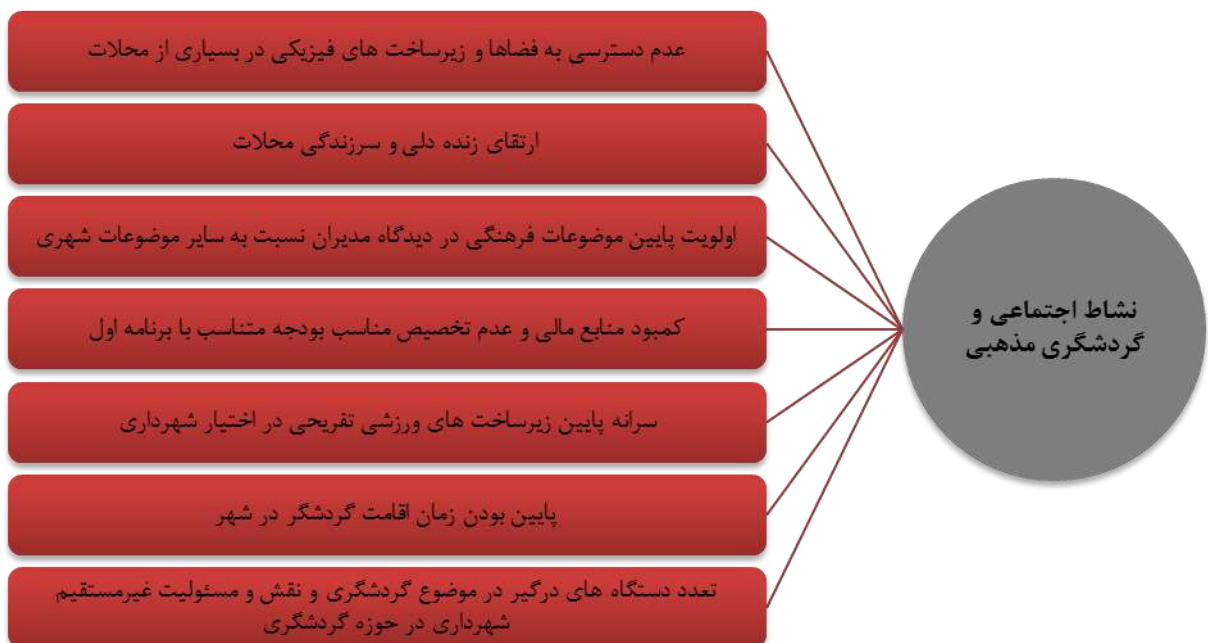 عدم دسترسی به فضاها و زیرساخت های فیزیکی در بسیاری از محلات
ارتقای زنده دلی و سرزندگی محلات
اولویت پایین موضوعات فرهنگی در دیدگاه مدیران نسبت به سایر موضوعات شهری
کمبود منابع مالی و عدم تخصیص مناسب بودجه متناسب با برنامه اول
سرانه پایین زیرساخت های ورزشی تفریحی در اختیار شهرداری
پایین بودن زمان اقامت گردشگر در شهر
تعدد دستگاه های درگیر در موضوع گردشگری و نقش و مسئولیت غیرمستقیم
شهرداری در حوزه گردشگری
نشاط اجتماعی و
گردشگری مذهبی